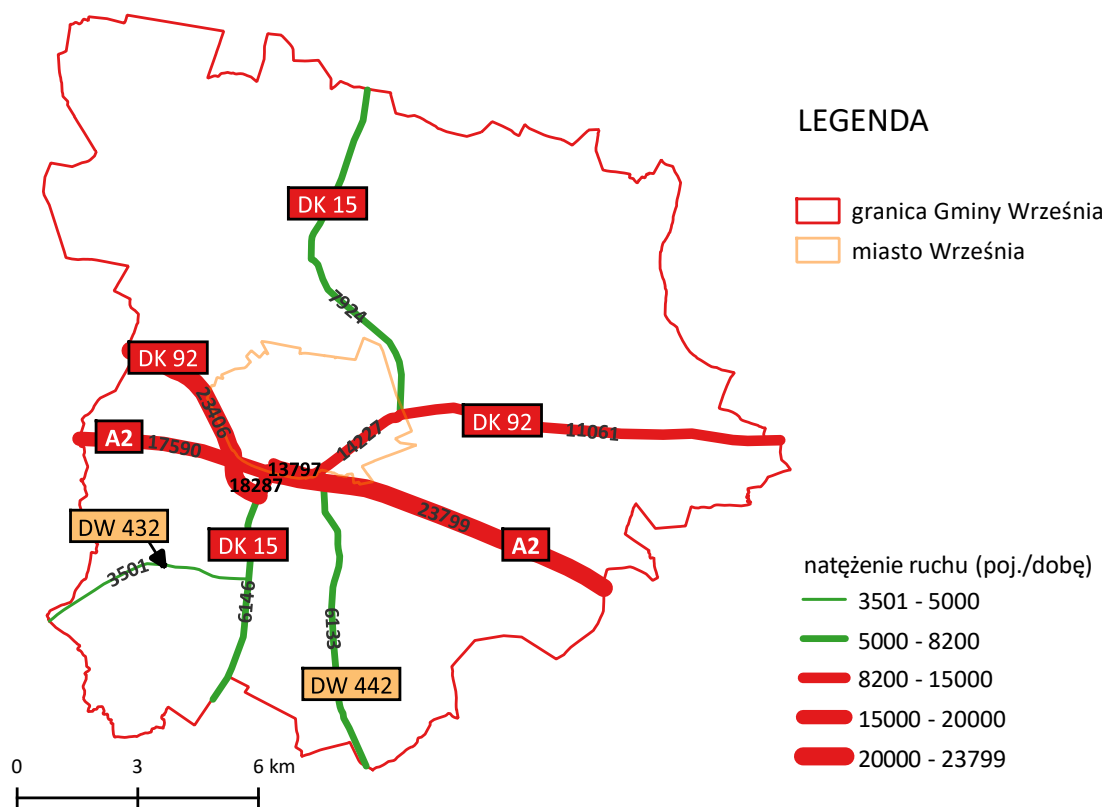 LEGENDA
granica Gminy Września
miasto Września
DK 15
7924
DK 92
23406
A2
17590
14227
DK 92
11061
13797
18287
23799
A2
DW 432
3501
DK 15
6146
6133
DW 442
natężenie ruchu (poj./dobę)
3501 - 5000
5000 - 8200
8200 - 15000
15000 - 20000
20000 - 23799
0 3 6 km